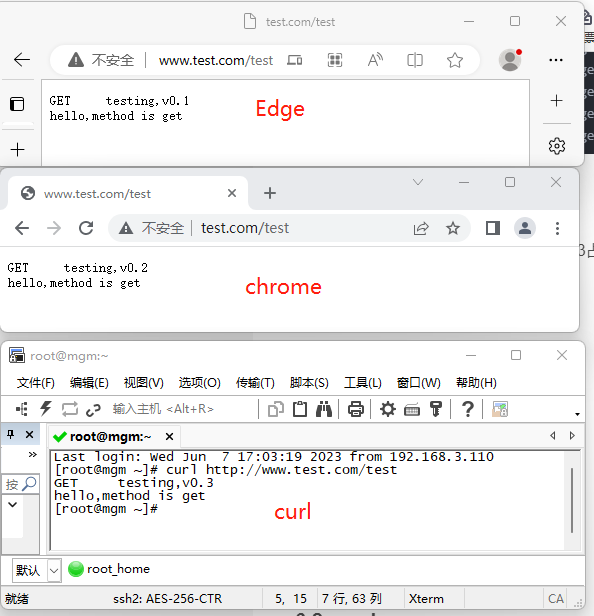 test.com/test
不安全 www.test.com/test
GET testing,v0.1
hello,method is get
Edge
www.test.com/test
不安全 test.com/test
GET testing,v0.2
hello,method is get
chrome
root@mgm:~
文件(F) 编辑(E) 视图(V) 选项(O) 传输(T) 脚本(S) 工具(L) 窗口(W) 帮助(H)
输入主机 <Alt+R>
root@mgm:~
按
Last login: Wed Jun  7 17:03:19 2023 from 192.168.3.110
[root@mgm ~]# curl http://www.test.com/test
GET testing,v0.3
hello,method is get
[root@mgm ~]#
curl
默认 root_home
就绪 ssh2: AES-256-CTR 5, 15 7 行, 63 列 Xterm CA